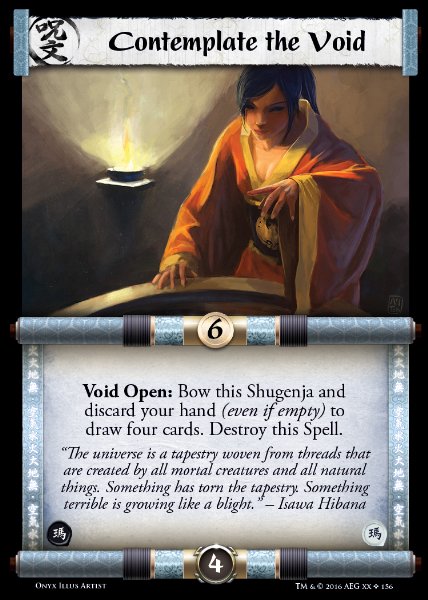 呪文
Contemplate the Void
6
Void Open: Bow this Shugenja and
discard your hand (even if empty) to
draw four cards. Destroy this Spell.
“The universe is a tapestry woven from threads that
are created by all mortal creatures and all natural
things. Something has torn the tapestry. Something
terrible is growing like a blight.” – Isawa Hibana
瑪 瑪
4
Onyx Illus Artist TM & © 2016 AEG XX ❖ 156